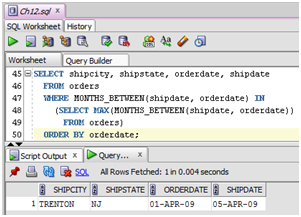 Ch12.sql
SQL Worksheet History
Worksheet Query Builder
45 SELECT shipcity, shipstate, orderdate, shipdate
46 FROM orders
47 WHERE MONTHS_BETWEEN(shipdate, orderdate) IN
48 (SELECT MAX(MONTHS_BETWEEN(shipdate, orderdate))
49 FROM orders)
50 ORDER BY orderdate;
Script Output Query...
SQL All Rows Fetched: 1 in 0.004 seconds
SHIPCITY SHIPSTATE ORDERDATE SHIPDATE
1 TRENTON NJ 01-APR-09 05-APR-09